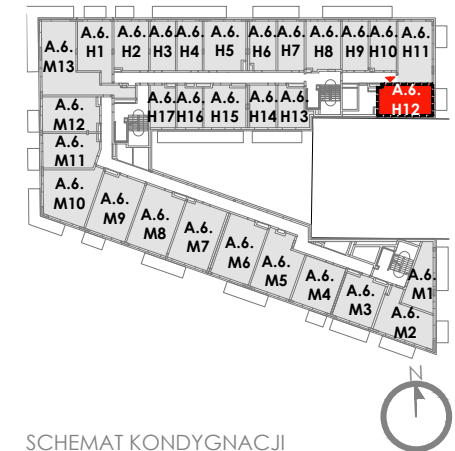 A.6.
M13
A.6.
H1
A.6.
H2
A.6.
H3
A.6.
H4
A.6.
H5
A.6.
H6
A.6.
H7
A.6.
H8
A.6.
H9
A.6.
H10
A.6.
H11
A.6.
H12
A.6.
H17
A.6.
H16
A.6.
H15
A.6.
H14
A.6.
H13
A.6.
M12
A.6.
M11
A.6.
M10
A.6.
M9
A.6.
M8
A.6.
M7
A.6.
M6
A.6.
M5
A.6.
M4
A.6.
M3
A.6.
M1
A.6.
M2
N
SCHEMAT KONDYGNACJI